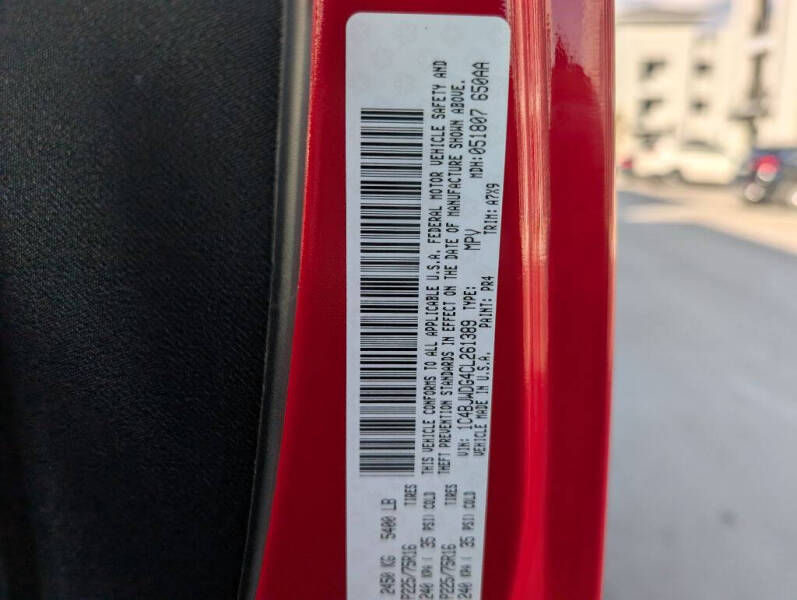 2450 KG 5400 LB
P225/75R16 TIRES
240 KPA ( 35 PSI) COLD
P225/75R16 TIRES
240 KPA ( 35 PSI) COLD
THIS VEHICLE CONFORMS TO ALL APPLICABLE U.S.A. FEDERAL MOTOR VEHICLE SAFETY AND
THEFT PREVENTION STANDARDS IN EFFECT ON THE DATE OF MANUFACTURE SHOWN ABOVE.
VIN: 1C4BJWDG4CL261389 TYPE: MPV MDH:051807 650AA
VEHICLE MADE IN U.S.A. PAINT: PR4 TRIM: A7X9